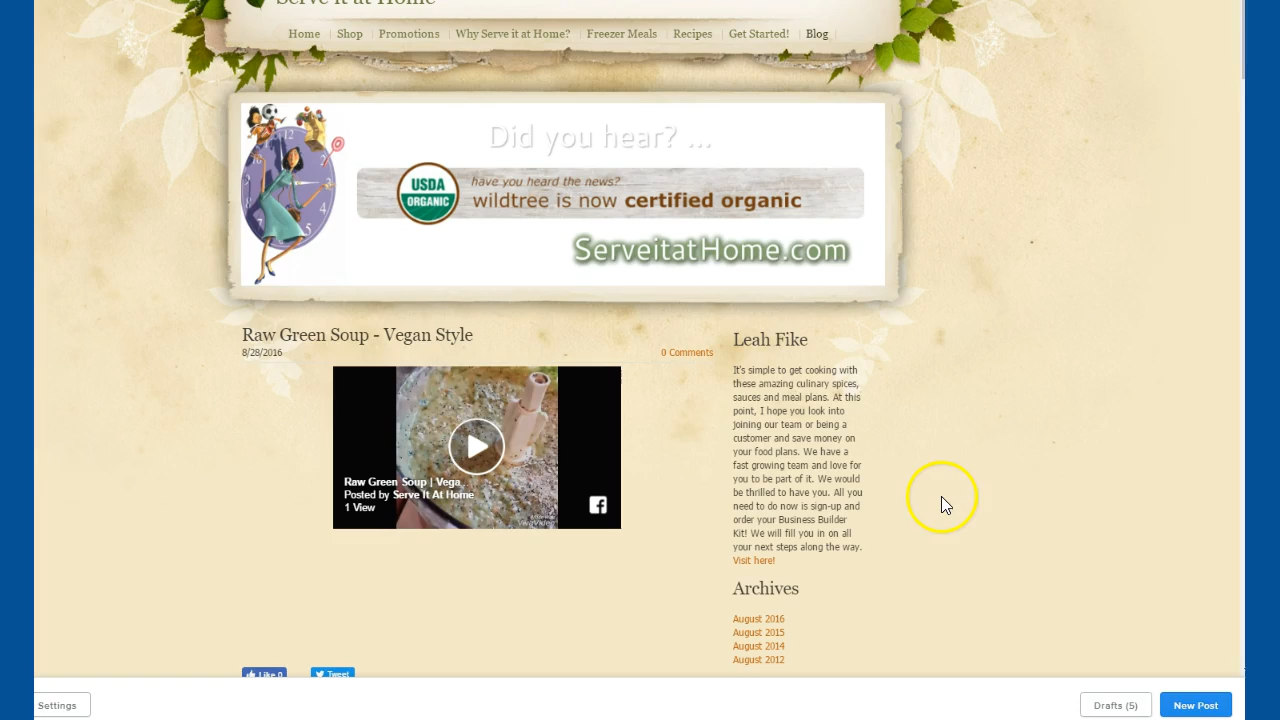 Serve it at Home
Home Shop Promotions Why Serve it at Home? Freezer Meals Recipes Get Started! Blog
Did you hear? ...
USDA
ORGANIC
have you heard the news?
wildtree is now certified organic
ServeitatHome.com
Raw Green Soup - Vegan Style
8/28/2016
0 Comments
Raw Green Soup | Vega...
Posted by Serve It At Home
1 View
Like 0
Tweet
Leah Fike
It's simple to get cooking with
these amazing culinary spices,
sauces and meal plans. At this
point, I hope you look into
joining our team or being a
customer and save money on
your food plans. We have a
fast growing team and love for
you to be part of it. We would
be thrilled to have you. All you
need to do now is sign-up and
order your Business Builder
Kit! We will fill you in on all
your next steps along the way.
Visit here!
Archives
August 2016
August 2015
August 2014
August 2012
Settings
Drafts (5)
New Post